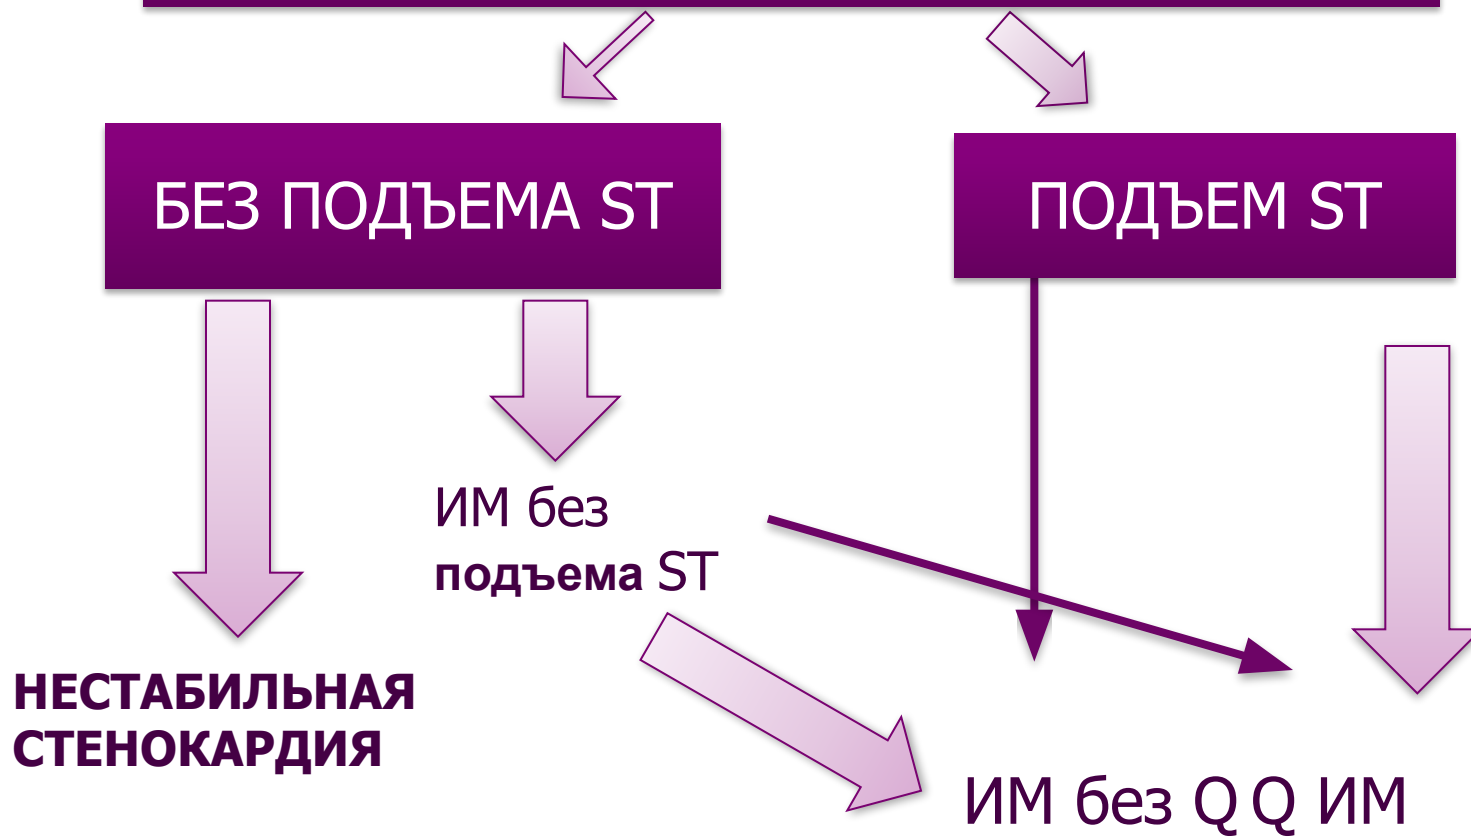 БЕЗ ПОДЪЕМА ST
ПОДЪЕМ ST
ИМ без
подъема ST
НЕСТАБИЛЬНАЯ
СТЕНОКАРДИЯ
ИМ без Q Q ИМ